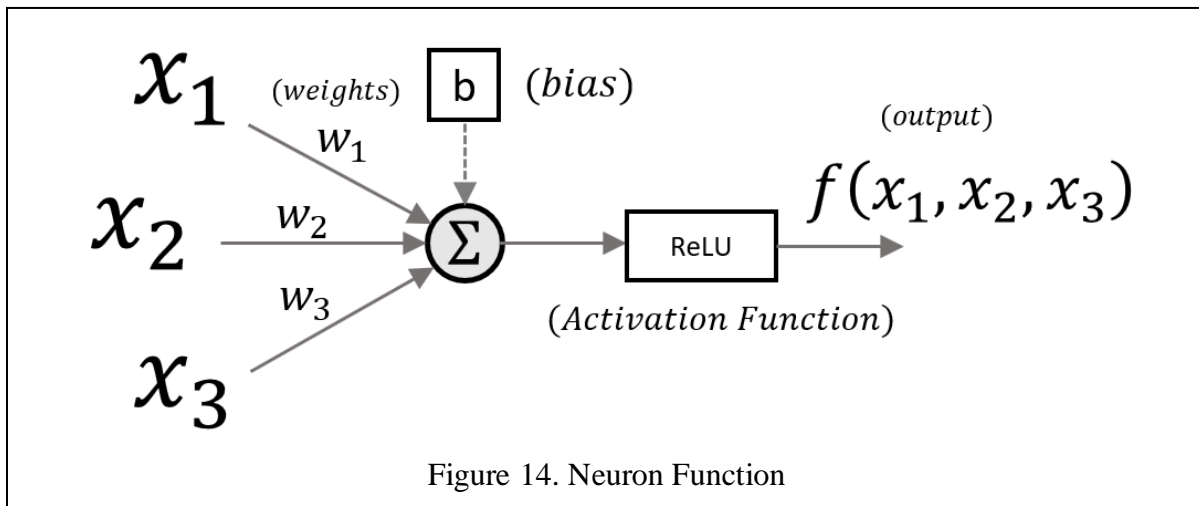 x₁
(weights)
b
(bias)
w₁
(output)
x₂
w₂
Σ
ReLU
f(x₁, x₂, x₃)
w₃
(Activation Function)
x₃
Figure 14. Neuron Function